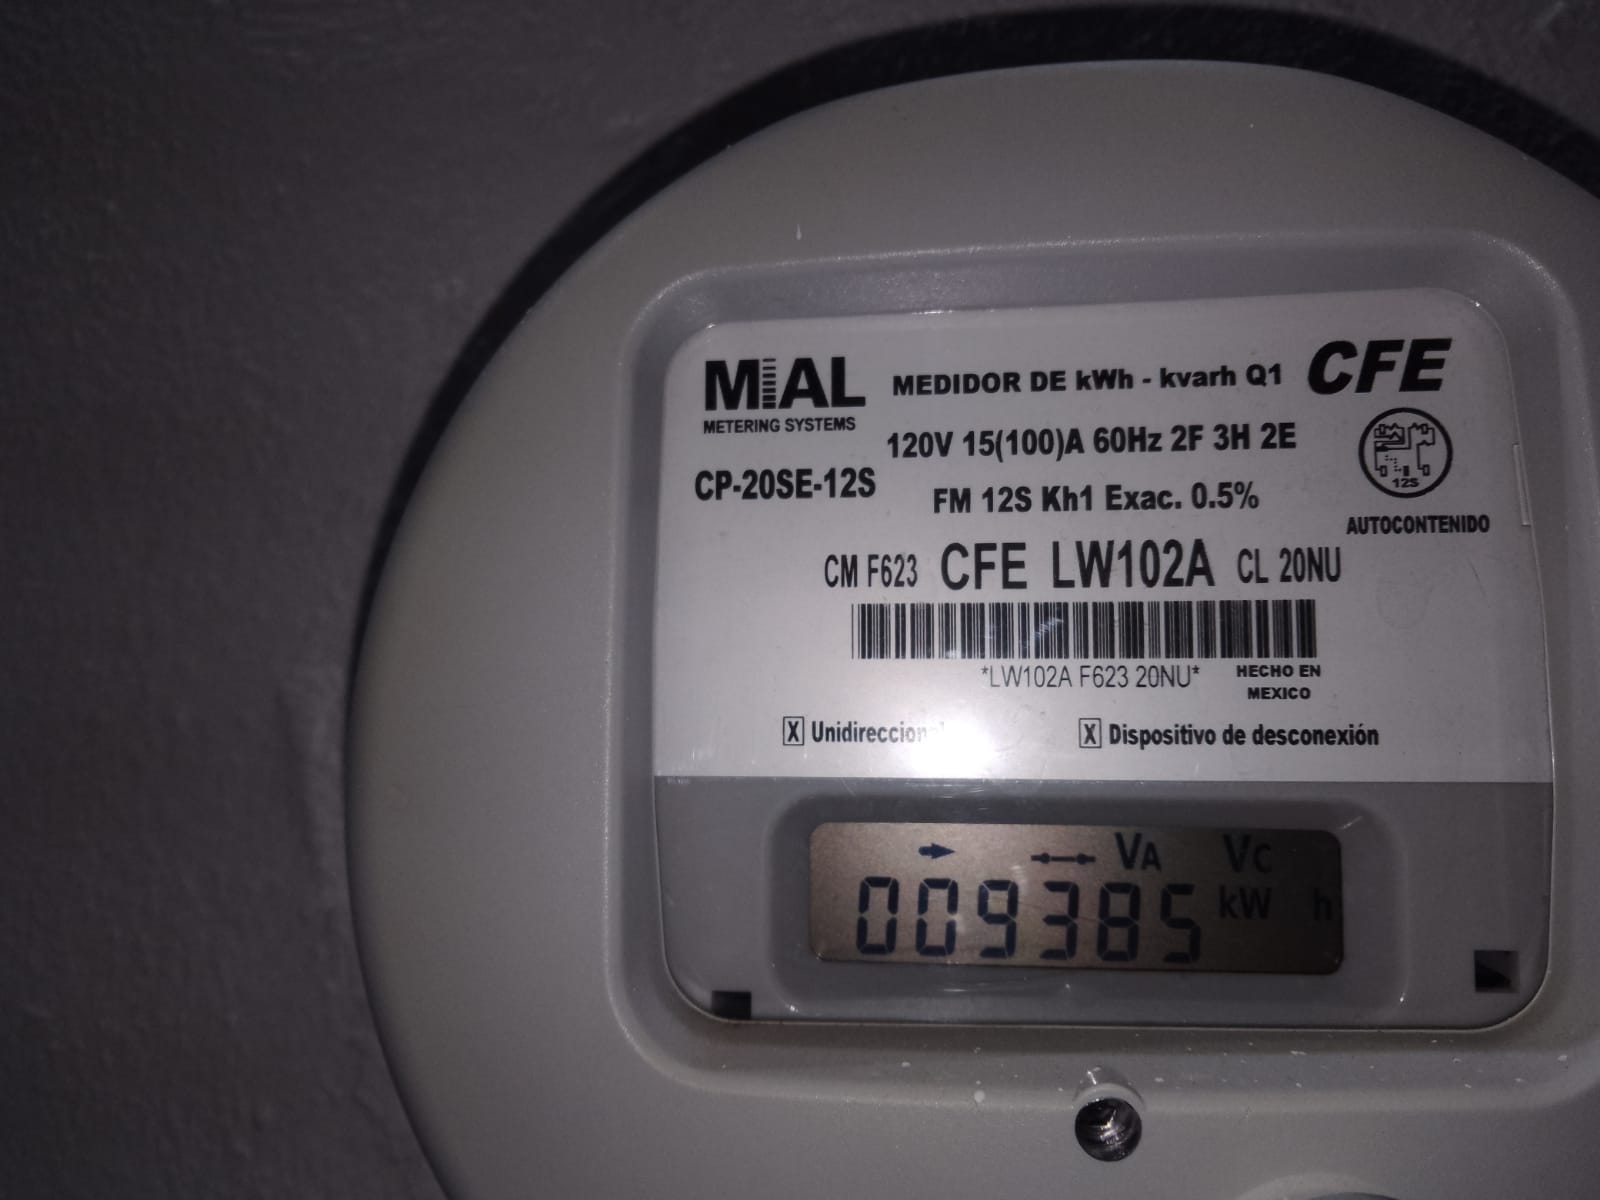 MIAL
METERING SYSTEMS
MEDIDOR DE kWh - kvarh Q1
CFE
120V 15(100)A 60Hz 2F 3H 2E
CP-20SE-12S
FM 12S Kh1 Exac. 0.5%
12S
AUTOCONTENIDO
CM F623 CFE LW102A CL 20NU
*LW102A F623 20NU*
HECHO EN
MEXICO
X Unidireccional
X Dispositivo de desconexión
VA VC
009385 kW h